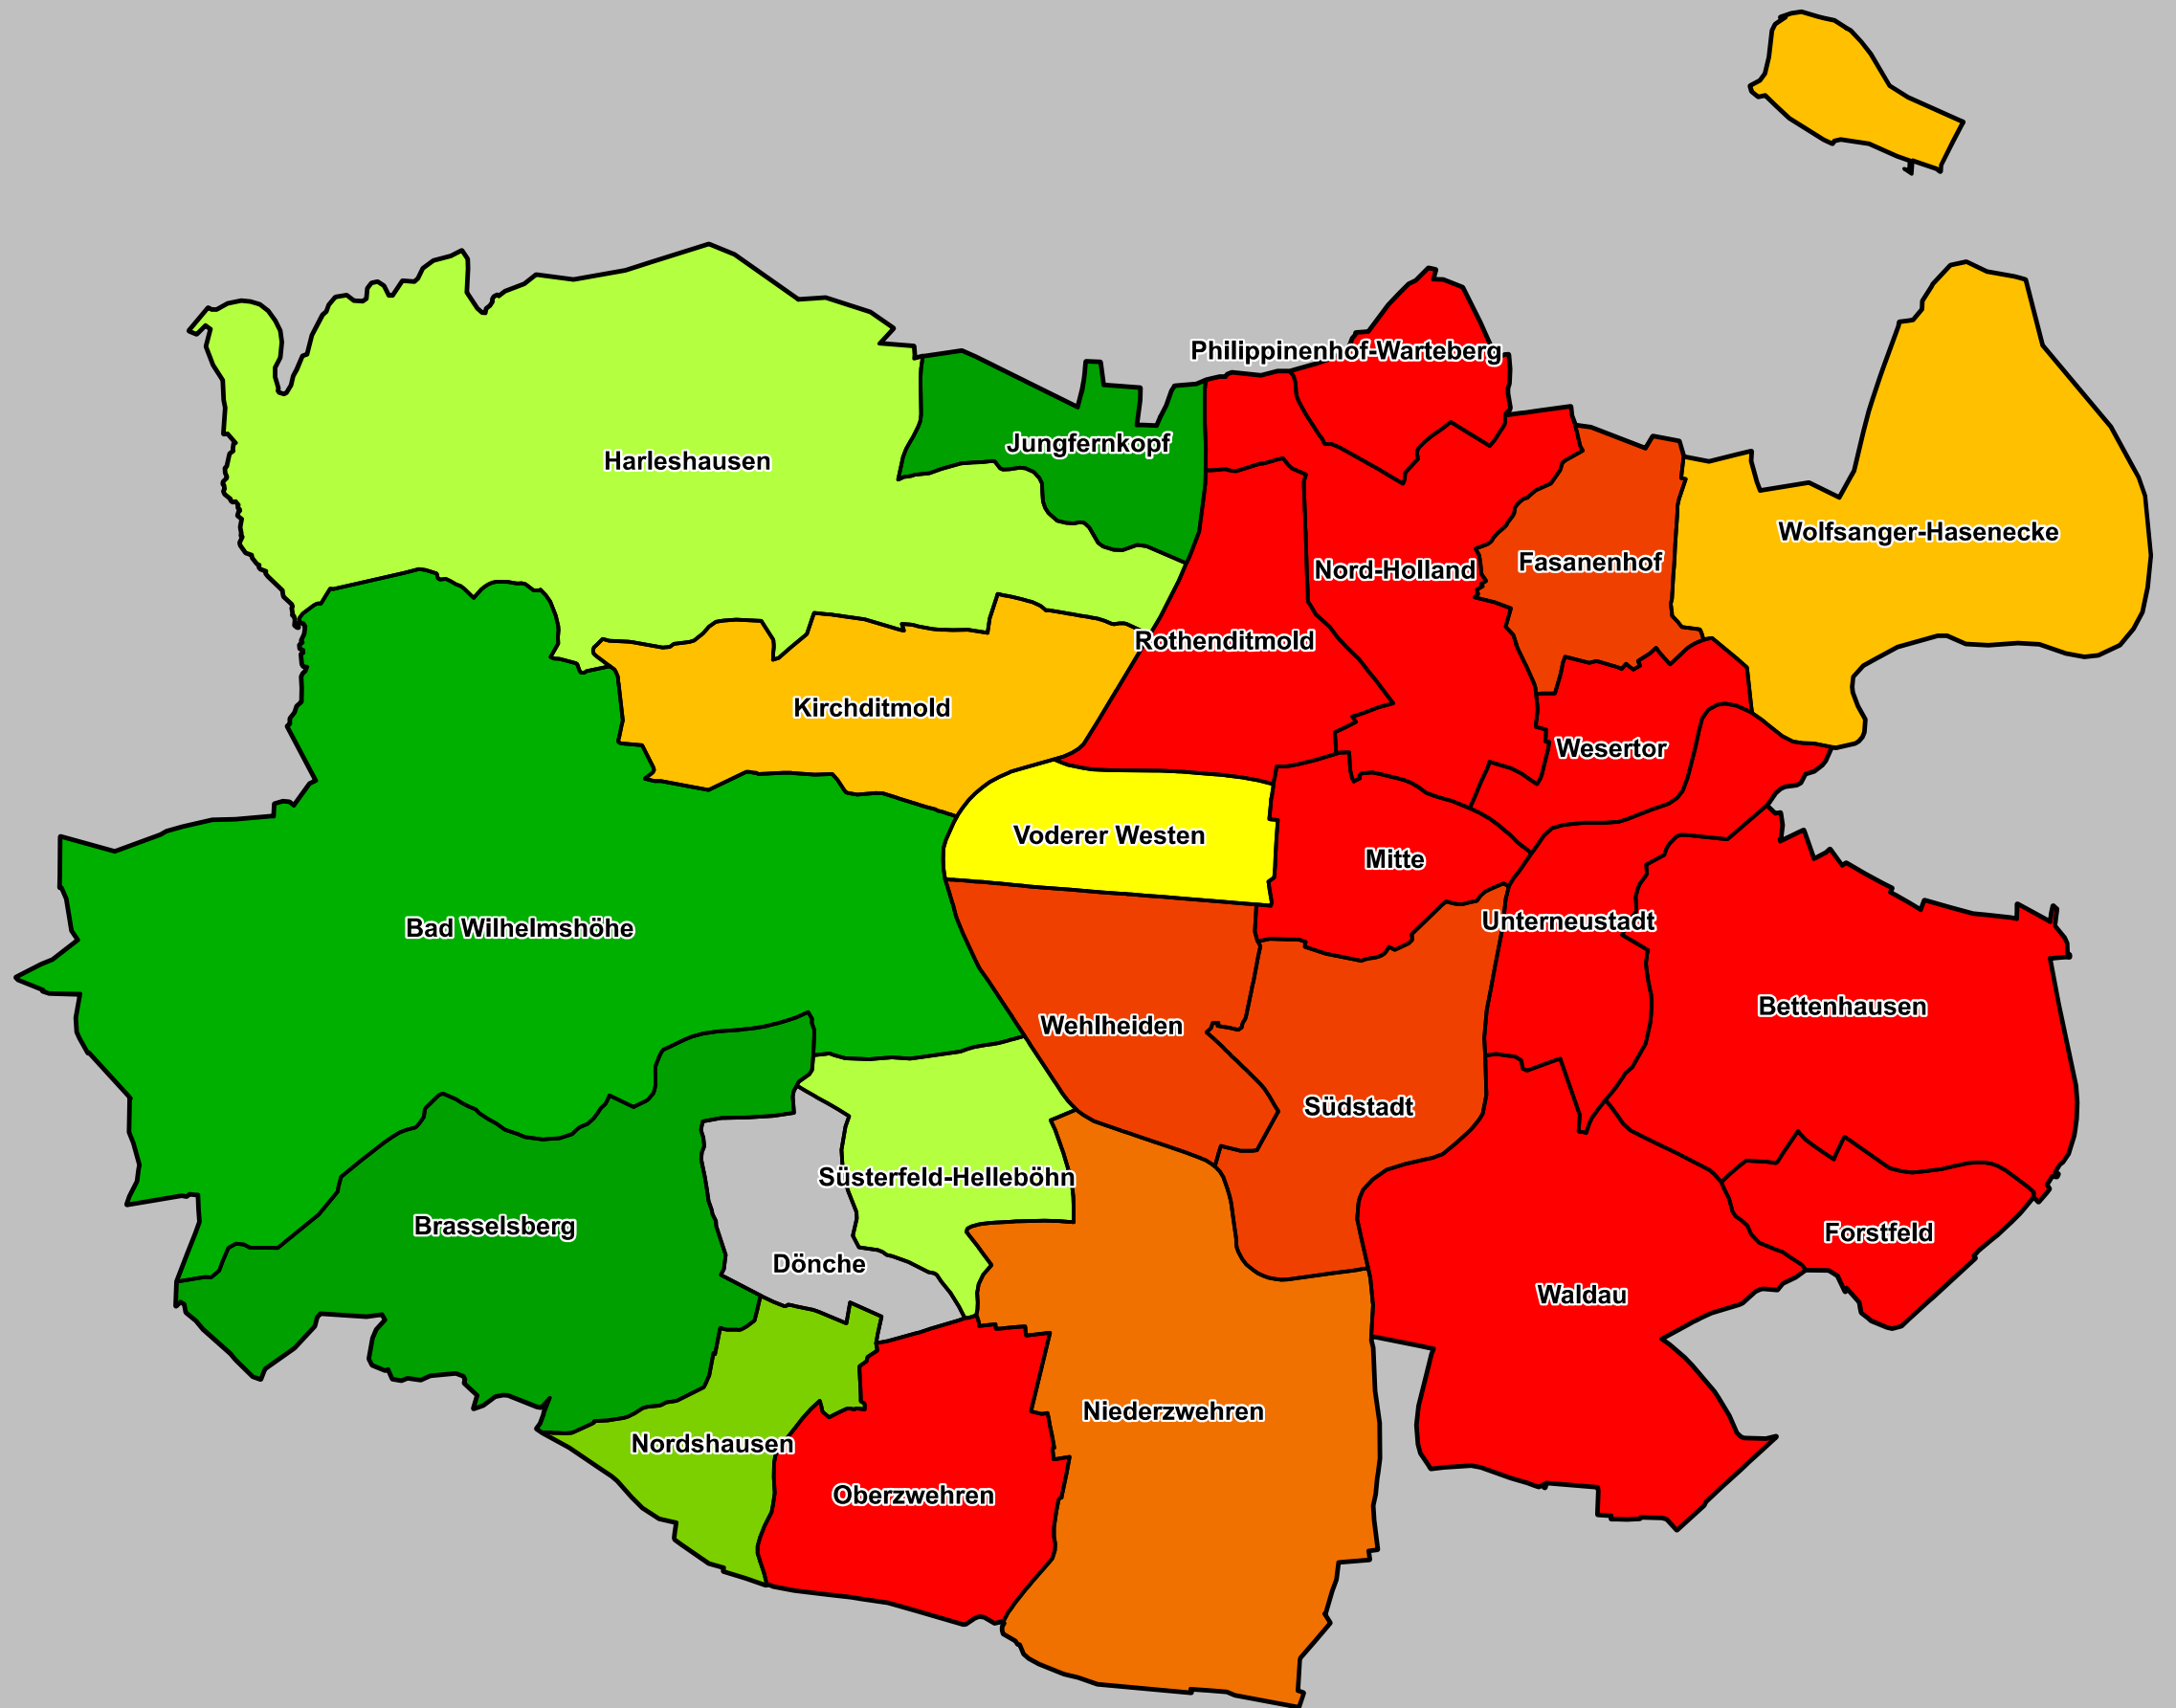 Philippinenhof-Warteberg
Jungfernkopf
Harleshausen
Wolfsanger-Hasenecke
Fasanenhof
Nord-Holland
Rothenditmold
Kirchditmold
Wesertor
Voderer Westen
Mitte
Unterneustadt
Bad Wilhelmshöhe
Bettenhausen
Wehlheiden
Südstadt
Süsterfeld-Helleböhn
Brasselsberg
Forstfeld
Dönche
Waldau
Niederzwehren
Nordshausen
Oberzwehren